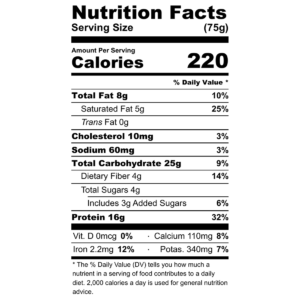 Nutrition Facts
Serving Size (75g)
Amount Per Serving
Calories 220
% Daily Value *
Total Fat 8g 10%
Saturated Fat 5g 25%
Trans Fat 0g
Cholesterol 10mg 3%
Sodium 60mg 3%
Total Carbohydrate 25g 9%
Dietary Fiber 4g 14%
Total Sugars 4g
Includes 3g Added Sugars 6%
Protein 16g 32%
Vit. D 0mcg 0% · Calcium 110mg 8%
Iron 2.2mg 12% · Potas. 340mg 7%
* The % Daily Value (DV) tells you how much a
nutrient in a serving of food contributes to a daily
diet. 2,000 calories a day is used for general nutrition
advice.